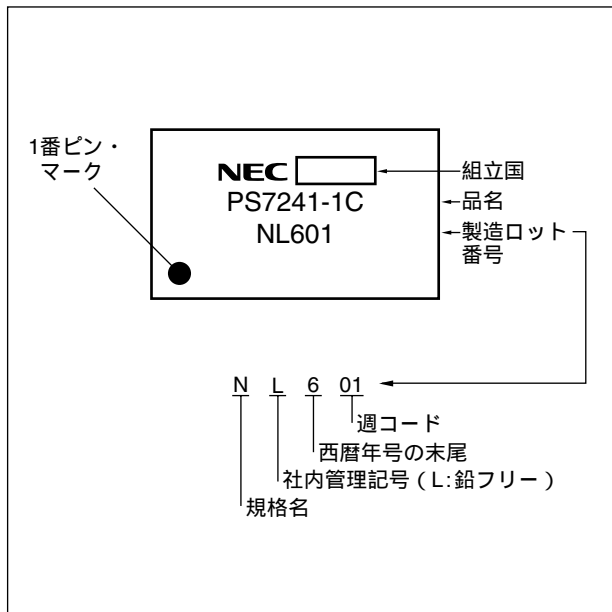 1番ピン・
マーク
NEC
PS7241-1C
NL601
組立国
品名
製造ロット
番号
N L 6 01
週コード
西暦年号の末尾
社内管理記号（L:鉛フリー）
規格名